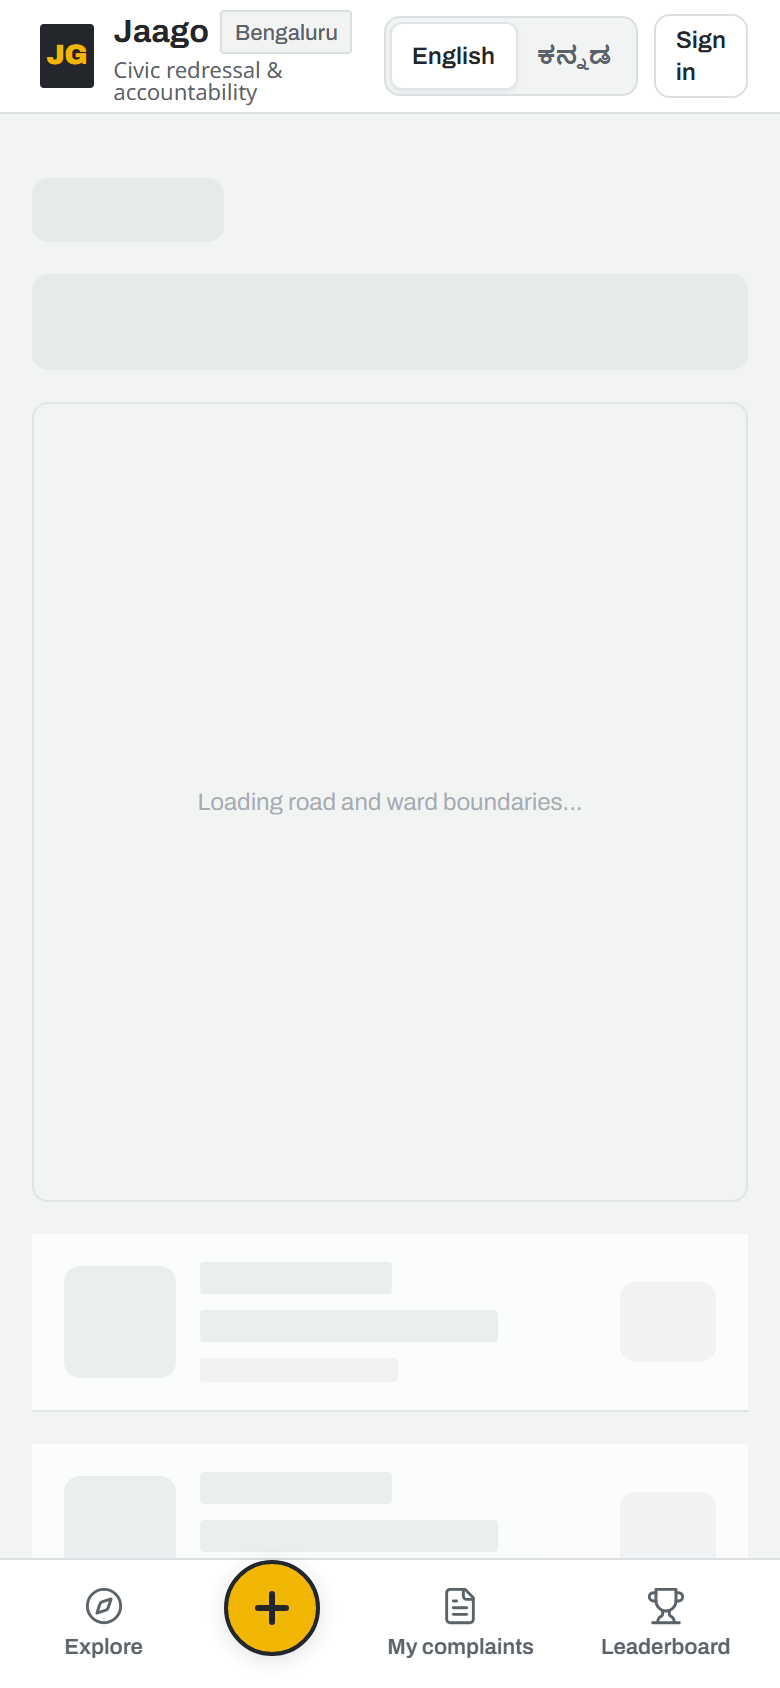 JG
Jaago
Bengaluru
Civic redressal &
accountability
English
ಕನ್ನಡ
Sign
in
Loading road and ward boundaries...
Explore
My complaints
Leaderboard